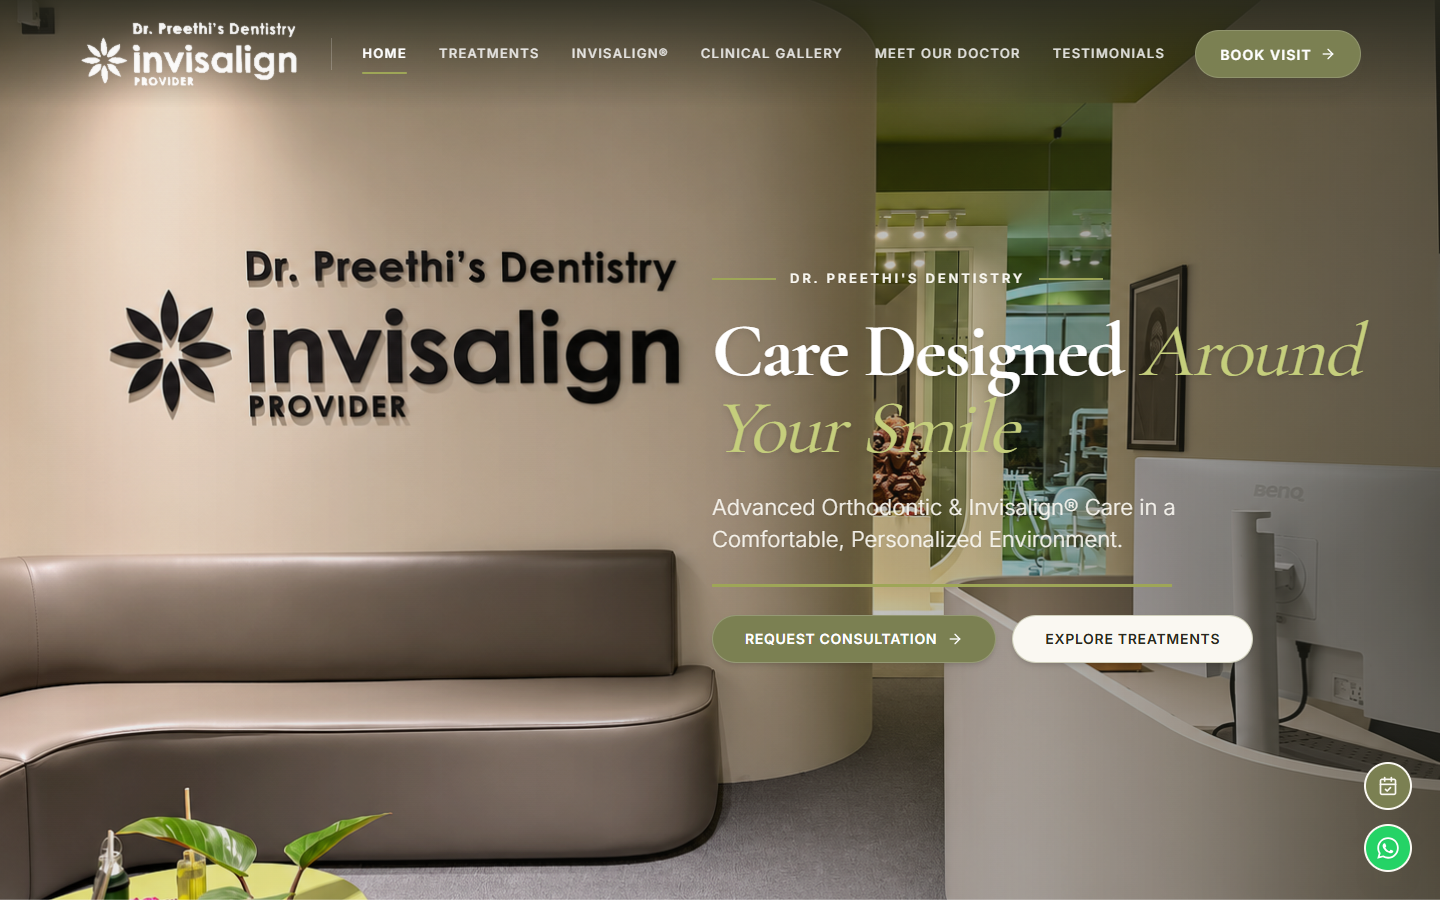 Dr. Preethi's Dentistry
invisalign
PROVIDER
HOME
TREATMENTS
INVISALIGN®
CLINICAL GALLERY
MEET OUR DOCTOR
TESTIMONIALS
BOOK VISIT
Dr. Preethi's Dentistry
invisalign
PROVIDER
DR. PREETHI'S DENTISTRY
Care Designed Around
Your Smile
Advanced Orthodontic & Invisalign® Care in a
Comfortable, Personalized Environment.
REQUEST CONSULTATION
EXPLORE TREATMENTS
BenQ